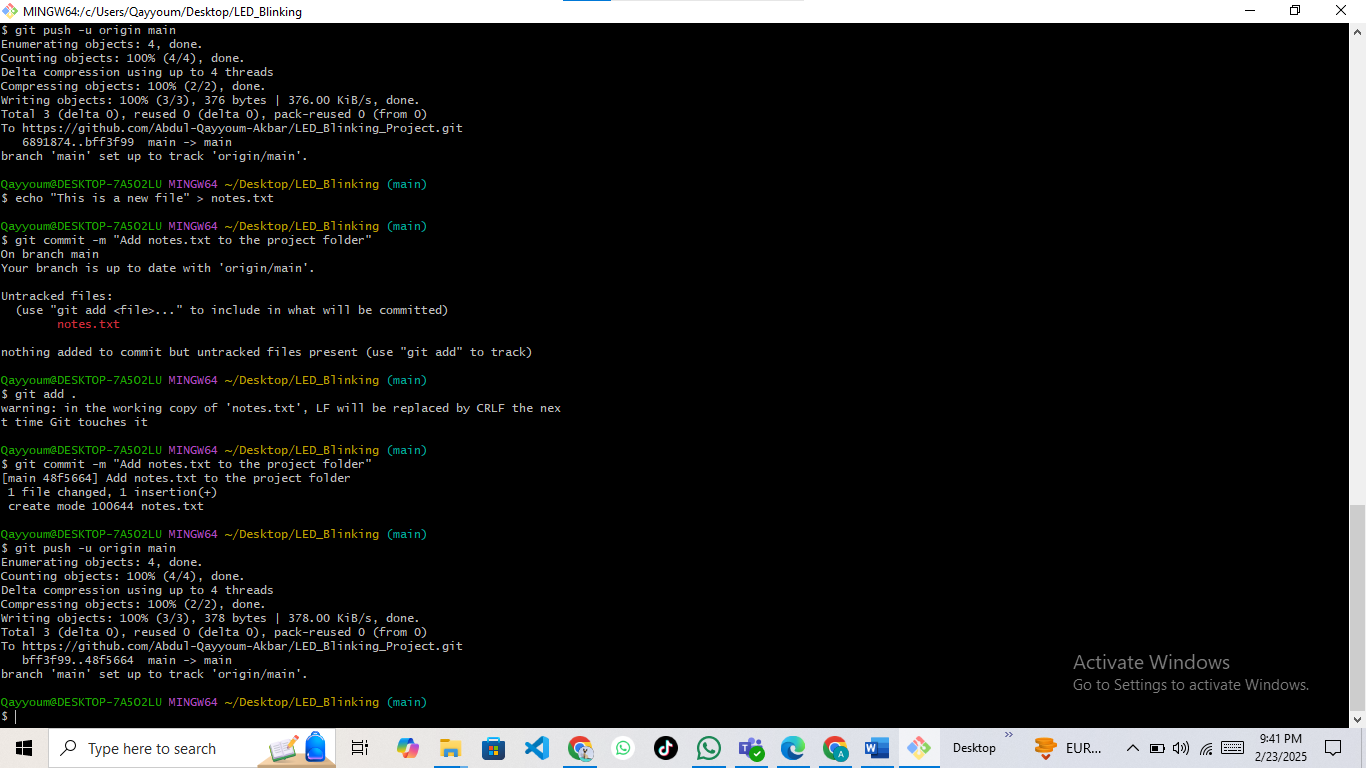 MINGW64:/c/Users/Qayyoum/Desktop/LED_Blinking
$ git push -u origin main
Enumerating objects: 4, done.
Counting objects: 100% (4/4), done.
Delta compression using up to 4 threads
Compressing objects: 100% (2/2), done.
Writing objects: 100% (3/3), 376 bytes | 376.00 KiB/s, done.
Total 3 (delta 0), reused 0 (delta 0), pack-reused 0 (from 0)
To https://github.com/Abdul-Qayyoum-Akbar/LED_Blinking_Project.git
   6891874..bff3f99  main -> main
branch 'main' set up to track 'origin/main'.
Qayyoum@DESKTOP-7A5O2LU MINGW64 ~/Desktop/LED_Blinking (main)
$ echo "This is a new file" > notes.txt
Qayyoum@DESKTOP-7A5O2LU MINGW64 ~/Desktop/LED_Blinking (main)
$ git commit -m "Add notes.txt to the project folder"
On branch main
Your branch is up to date with 'origin/main'.
Untracked files:
  (use "git add <file>..." to include in what will be committed)
        notes.txt
nothing added to commit but untracked files present (use "git add" to track)
Qayyoum@DESKTOP-7A5O2LU MINGW64 ~/Desktop/LED_Blinking (main)
$ git add .
warning: in the working copy of 'notes.txt', LF will be replaced by CRLF the nex
t time Git touches it
Qayyoum@DESKTOP-7A5O2LU MINGW64 ~/Desktop/LED_Blinking (main)
$ git commit -m "Add notes.txt to the project folder"
[main 48f5664] Add notes.txt to the project folder
 1 file changed, 1 insertion(+)
 create mode 100644 notes.txt
Qayyoum@DESKTOP-7A5O2LU MINGW64 ~/Desktop/LED_Blinking (main)
$ git push -u origin main
Enumerating objects: 4, done.
Counting objects: 100% (4/4), done.
Delta compression using up to 4 threads
Compressing objects: 100% (2/2), done.
Writing objects: 100% (3/3), 378 bytes | 378.00 KiB/s, done.
Total 3 (delta 0), reused 0 (delta 0), pack-reused 0 (from 0)
To https://github.com/Abdul-Qayyoum-Akbar/LED_Blinking_Project.git
   bff3f99..48f5664  main -> main
branch 'main' set up to track 'origin/main'.
Qayyoum@DESKTOP-7A5O2LU MINGW64 ~/Desktop/LED_Blinking (main)
$
Activate Windows
Go to Settings to activate Windows.
Type here to search
Desktop
EUR...
9:41 PM
2/23/2025